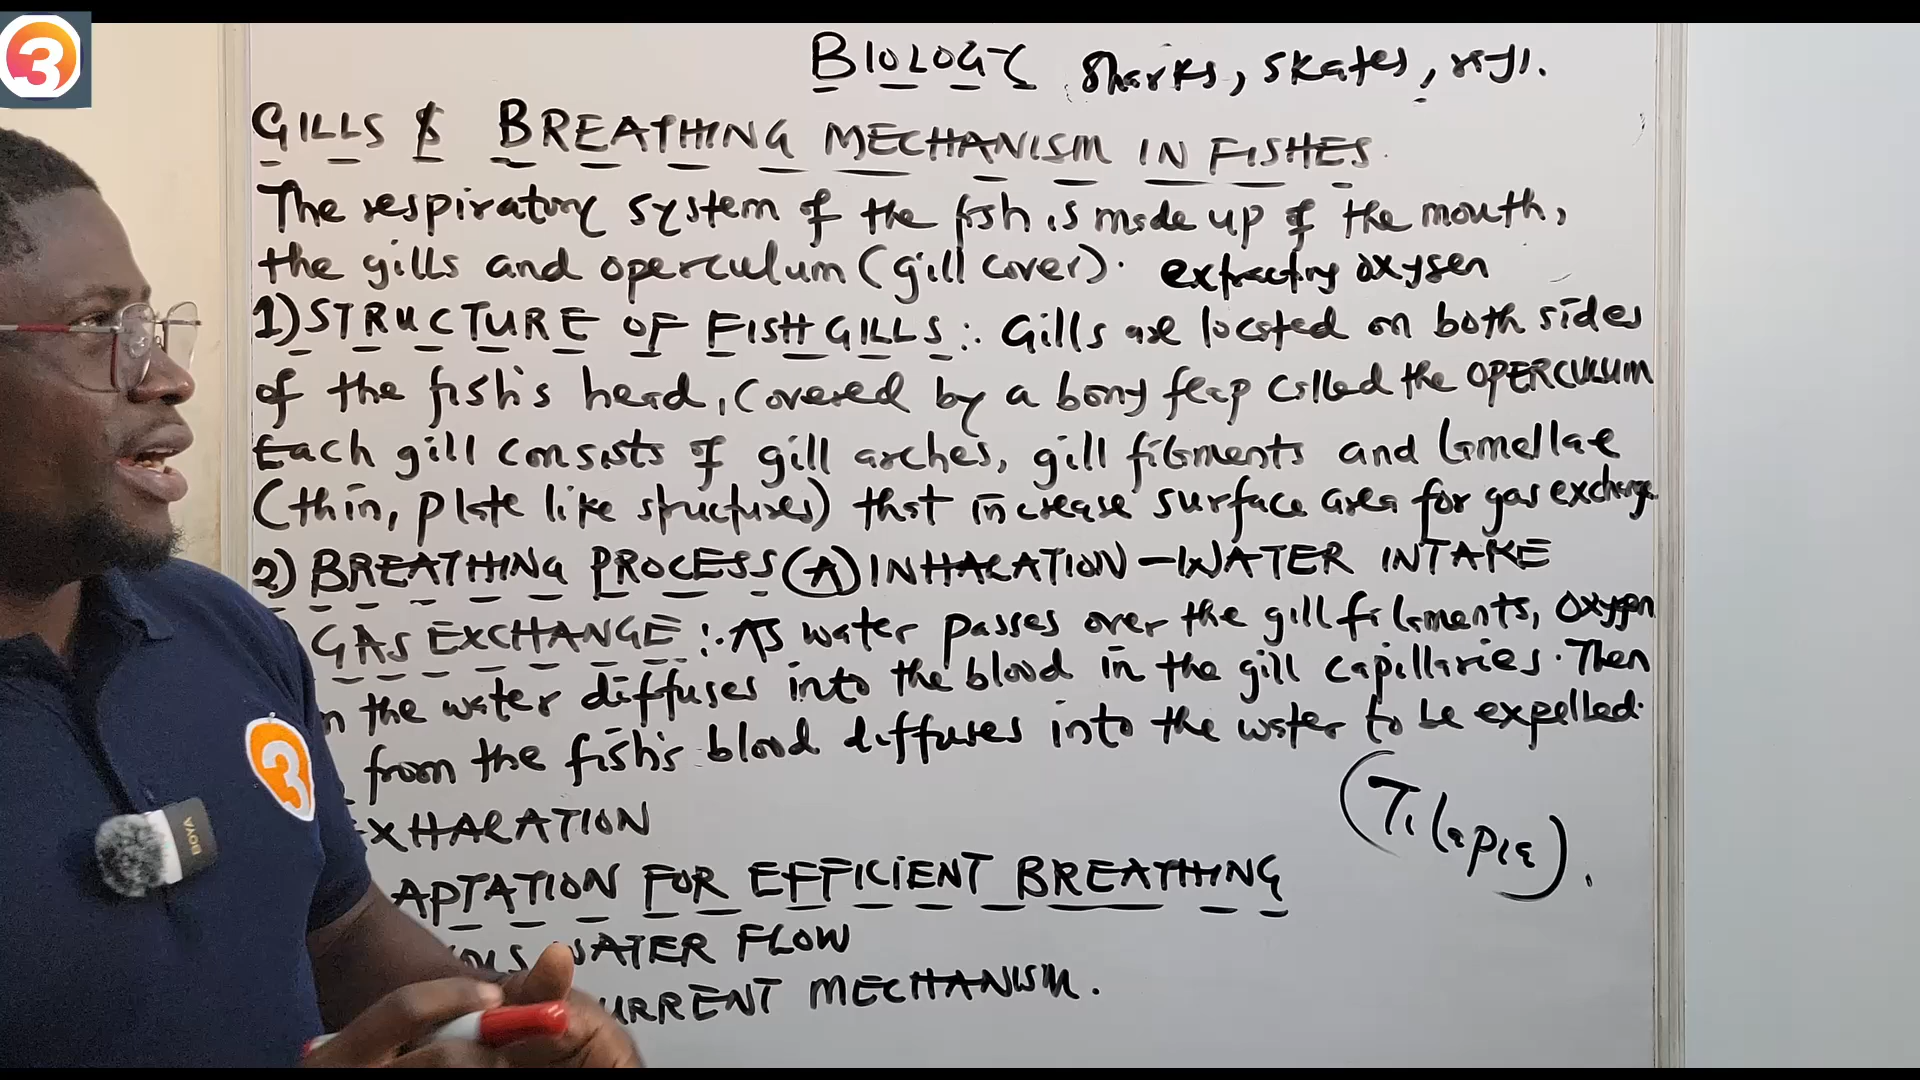 3
BIOLOGY sharks, skates, rays.
GILLS & BREATHING MECHANISM IN FISHES.
The respiratory system of the fish is made up of the mouth,
the gills and operculum (gill cover). extracting oxygen
1) STRUCTURE OF FISH GILLS:. Gills are located on both sides
of the fish's head, covered by a bony flap called the OPERCULUM
Each gill consists of gill arches, gill filaments and lamellae
(thin, plate like structures) that increase surface area for gas exchange
2) BREATHING PROCESS (A) INHALATION - WATER INTAKE
GAS EXCHANGE:. As water passes over the gill filaments, oxygen
in the water diffuses into the blood in the gill capillaries. Then
from the fish's blood diffuses into the water to be expelled.
EXHALATION
(Tilapia).
APTATION FOR EFFICIENT BREATHING
WATER FLOW
URRENT MECHANISM.
3
BOYA